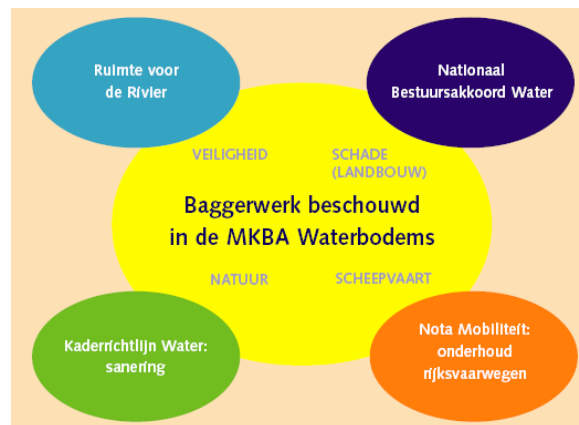 Ruimte voor
de Rivier
Nationaal
Bestuursakkoord Water
VEILIGHEID
SCHADE
(LANDBOUW)
Baggerwerk beschouwd
in de MKBA Waterbodems
NATUUR
SCHEEPVAART
Kaderrichtlijn Water:
sanering
Nota Mobiliteit:
onderhoud
rijksvaarwegen